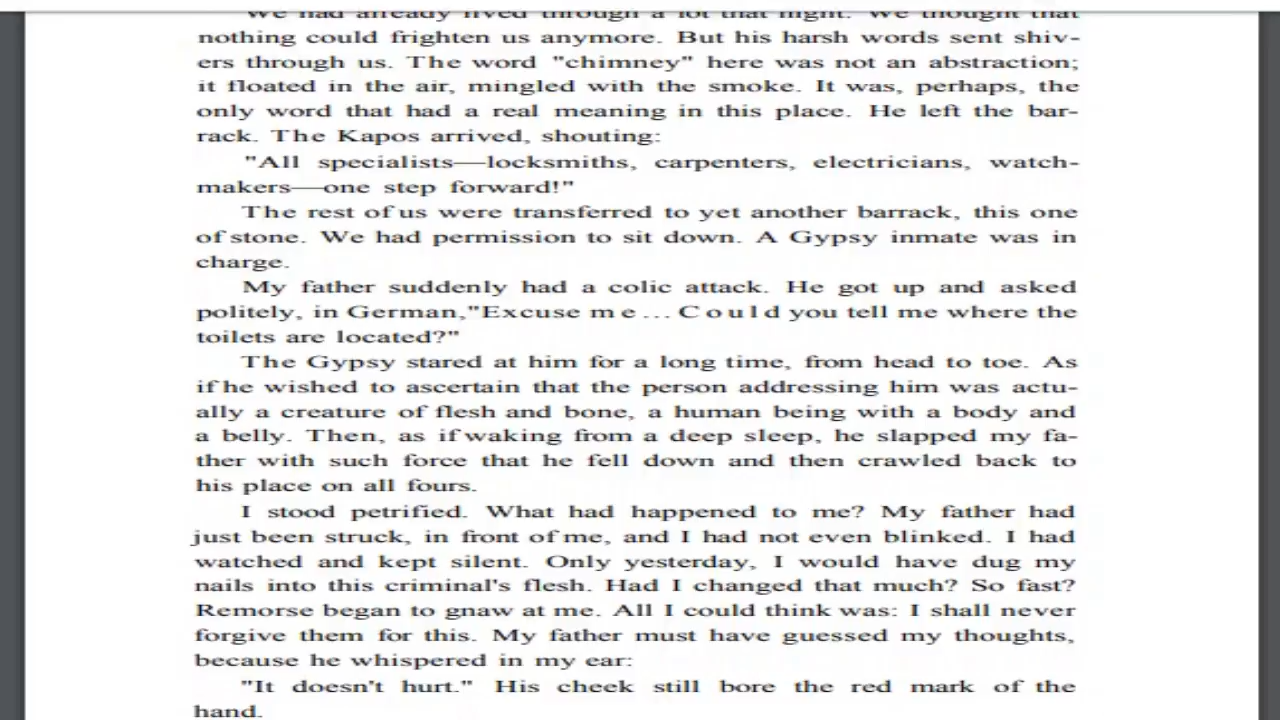 We had already lived through a lot that night. We thought that
nothing could frighten us anymore. But his harsh words sent shiv-
ers through us. The word "chimney" here was not an abstraction;
it floated in the air, mingled with the smoke. It was, perhaps, the
only word that had a real meaning in this place. He left the bar-
rack. The Kapos arrived, shouting:
"All specialists—locksmiths, carpenters, electricians, watch-
makers—one step forward!"
The rest of us were transferred to yet another barrack, this one
of stone. We had permission to sit down. A Gypsy inmate was in
charge.
My father suddenly had a colic attack. He got up and asked
politely, in German,"Excuse me... Could you tell me where the
toilets are located?"
The Gypsy stared at him for a long time, from head to toe. As
if he wished to ascertain that the person addressing him was actu-
ally a creature of flesh and bone, a human being with a body and
a belly. Then, as if waking from a deep sleep, he slapped my fa-
ther with such force that he fell down and then crawled back to
his place on all fours.
I stood petrified. What had happened to me? My father had
just been struck, in front of me, and I had not even blinked. I had
watched and kept silent. Only yesterday, I would have dug my
nails into this criminal's flesh. Had I changed that much? So fast?
Remorse began to gnaw at me. All I could think was: I shall never
forgive them for this. My father must have guessed my thoughts,
because he whispered in my ear:
"It doesn't hurt." His cheek still bore the red mark of the
hand.